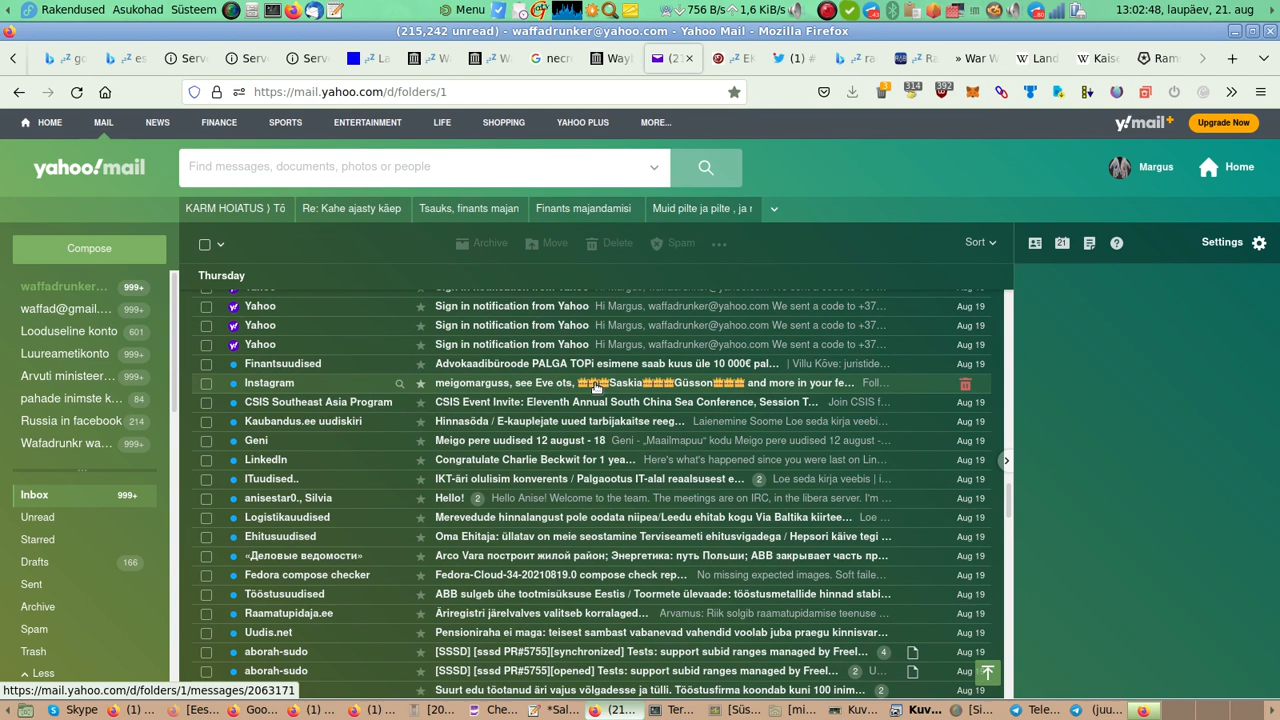 Rakendused Asukohad Süsteem Menu 756 B/s 1,6 KiB/s 13:02:48, laupäev, 21. aug
(215,242 unread) - waffadrunker@yahoo.com - Yahoo Mail - Mozilla Firefox
https://mail.yahoo.com/d/folders/1
HOME MAIL NEWS FINANCE SPORTS ENTERTAINMENT LIFE SHOPPING YAHOO PLUS MORE... y!mail+ Upgrade Now
yahoo!mail Find messages, documents, photos or people Margus Home
KARM HOIATUS ) Tö Re: Kahe ajasty käep Tsauks, finants majan Finants majandamisi Muid pilte ja pilte , ja r
Compose Archive Move Delete Spam Sort Settings
Thursday
waffadrunker... 999+
waffad@gmail.... 999+
Looduseline konto 601
Luureametikonto 999+
Arvuti ministeer... 999+
pahade inimste k... 84
Russia in facebook 214
Wafadrunkr wa... 999+
Inbox 999+
Unread
Starred
Drafts 166
Sent
Archive
Spam
Trash
Less
Yahoo Sign in notification from Yahoo Hi Margus, waffadrunker@yahoo.com We sent a code to +37... Aug 19
Yahoo Sign in notification from Yahoo Hi Margus, waffadrunker@yahoo.com We sent a code to +37... Aug 19
Yahoo Sign in notification from Yahoo Hi Margus, waffadrunker@yahoo.com We sent a code to +37... Aug 19
Finantsuudised Advokaadibüroode PALGA TOPi esimene saab kuus üle 10 000€ pal... | Villu Kõve: juristide... Aug 19
Instagram meigomarguss, see Eve ots, Saskia Güsson and more in your fe... Foll...
CSIS Southeast Asia Program CSIS Event Invite: Eleventh Annual South China Sea Conference, Session T... Join CSIS f... Aug 19
Kaubandus.ee uudiskiri Hinnasõda / E-kauplejate uued tarbijakaitse reeg... Laienemine Soome Loe seda kirja veebis... Aug 19
Geni Meigo pere uudised 12 august - 18 Geni - „Maailmapuu“ kodu Meigo pere uudised 12 august -... Aug 19
LinkedIn Congratulate Charlie Beckwit for 1 yea... Here's what's happened since you were last on Lin... Aug 19
ITuudised.. IKT-äri olulisim konverents / Palgaootus IT-alal reaalsusest e... 2 Loe seda kirja veebis | i... Aug 19
anisestar0., Silvia Hello! 2 Hello Anise! Welcome to the team. The meetings are on IRC, in the libera server. I'm ... Aug 19
Logistikauudised Merevedude hinnalangust pole oodata niipea/Leedu ehitab kogu Via Baltika kiirtee... Loe ... Aug 19
Ehitusuudised Oma Ehitaja: üllatav on meie seostamine Terviseameti ehitusvigadega / Hepsori käive tegi ... Aug 19
«Деловые ведомости» Arco Vara построит жилой район; Энергетика: путь Польши; ABB закрывает часть пр... Aug 19
Fedora compose checker Fedora-Cloud-34-20210819.0 compose check rep... No missing expected images. Soft faile... Aug 19
Tööstusuudised ABB sulgeb ühe tootmisüksuse Eestis / Toormete ülevaade: tööstusmetallide hinnad stabi... Aug 19
Raamatupidaja.ee Äriregistri järelvalves valitseb korralaged... Arvamus: Riik solgib raamatupidamise teenuse ... Aug 19
Uudis.net Pensioniraha ei maga: teisest sambast vabanevad vahendid voolab juba praegu kinnisvar... Aug 19
aborah-sudo [SSSD] [sssd PR#5755][synchronized] Tests: support subid ranges managed by Freel... 4 Aug 19
aborah-sudo [SSSD] [sssd PR#5755][opened] Tests: support subid ranges managed by Freel... 2 U... Aug 19
Suurt edu tõotanud äri vajus võlgadesse ja tülli. Tööstusfirma koondab kuni 100 inim... 2 Aug 19
https://mail.yahoo.com/d/folders/1/messages/2063171
Skype